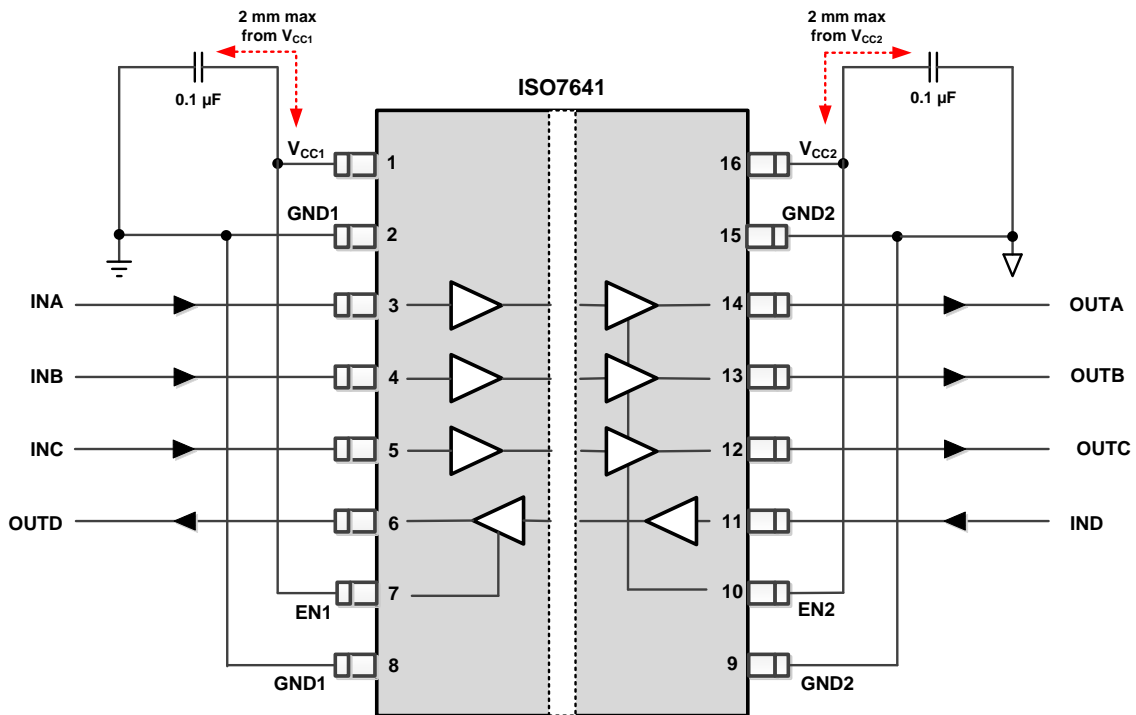 2 mm max
from VCC1
2 mm max
from VCC2
0.1 µF
0.1 µF
ISO7641
VCC1
1
16
VCC2
GND1
2
15
GND2
INA
3
14
OUTA
INB
4
13
OUTB
INC
5
12
OUTC
OUTD
6
11
IND
EN1
7
10
EN2
GND1
8
9
GND2